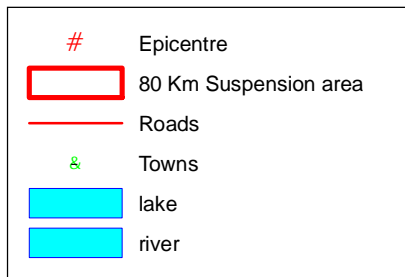 # Epicentre
80 Km Suspension area
Roads
& Towns
lake
river